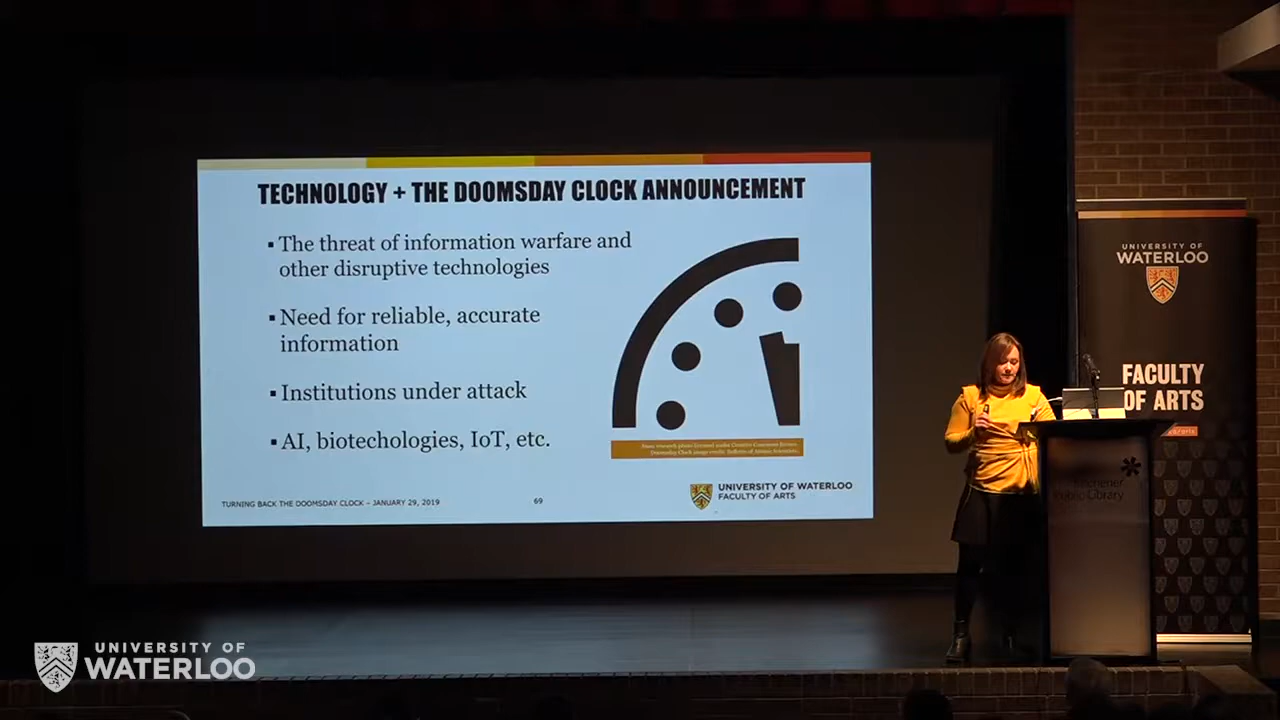 TECHNOLOGY + THE DOOMSDAY CLOCK ANNOUNCEMENT
▪ The threat of information warfare and
other disruptive technologies
▪ Need for reliable, accurate
information
▪ Institutions under attack
▪ AI, biotechologies, IoT, etc.
TURNING BACK THE DOOMSDAY CLOCK – JANUARY 29, 2019
69
UNIVERSITY OF WATERLOO
FACULTY OF ARTS
UNIVERSITY OF
WATERLOO
FACULTY
OF ARTS
Public Library
UNIVERSITY OF
WATERLOO